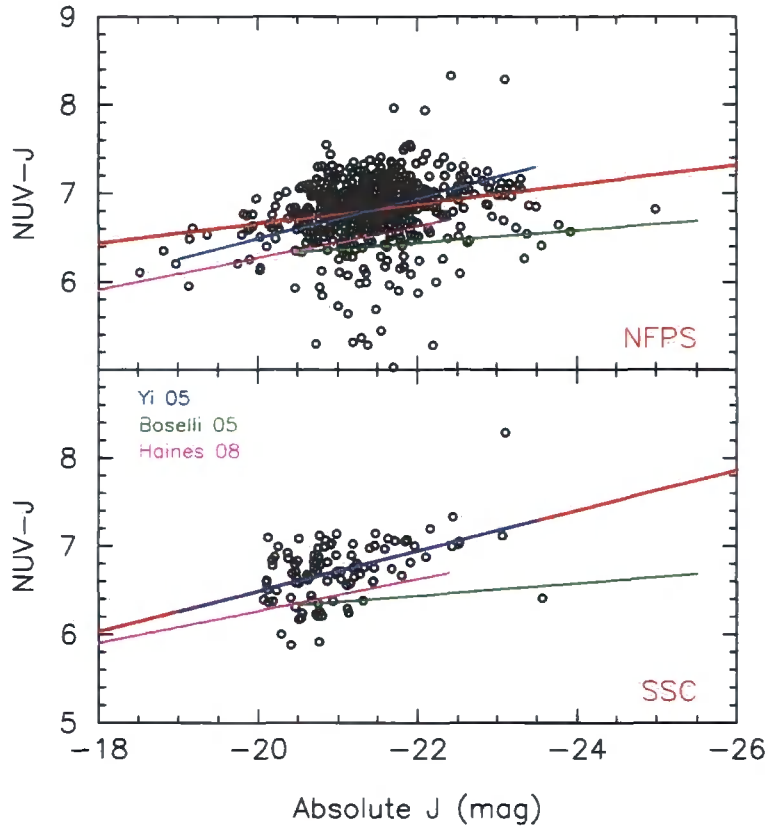 9
8
7
6
NUV-J
NFPS
Yi 05
Boselli 05
Haines 08
8
7
6
5
NUV-J
SSC
-18 -20 -22 -24 -26
Absolute J (mag)